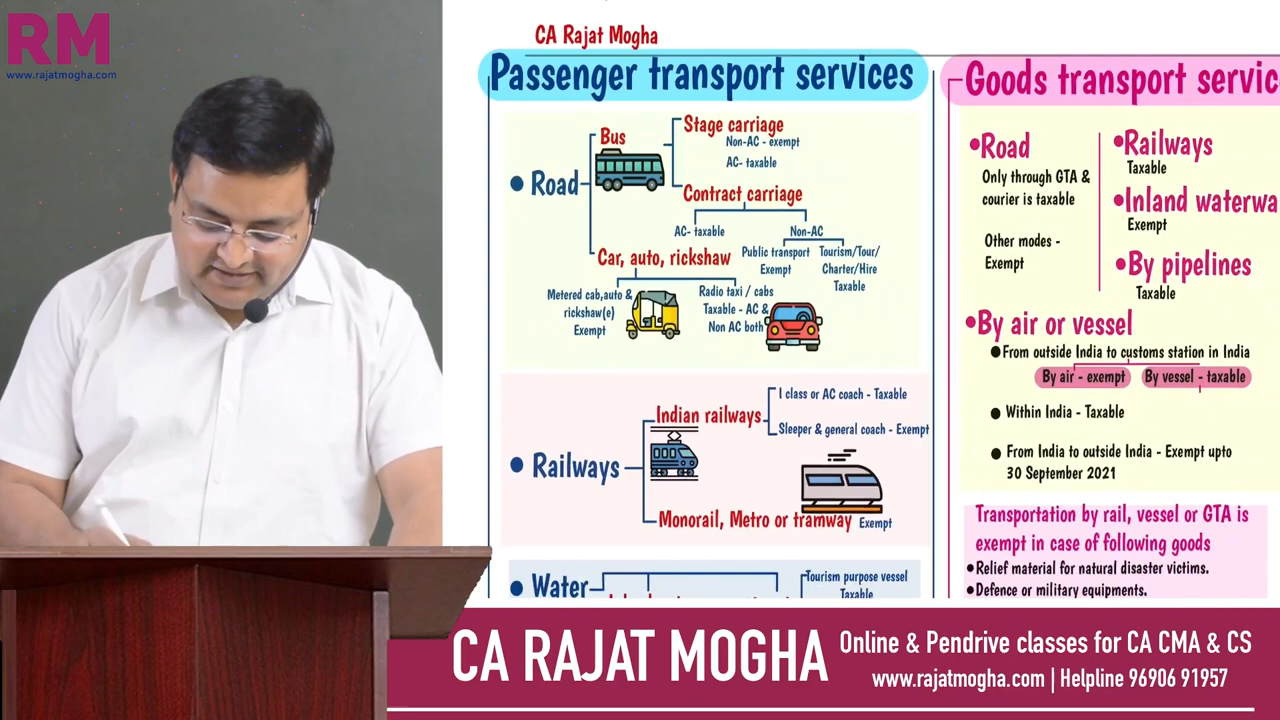 RM
www.rajatmogha.com
CA Rajat Mogha
Passenger transport services
Road
Bus
Stage carriage
Non-AC - exempt
AC- taxable
Contract carriage
AC- taxable
Non-AC
Public transport
Exempt
Tourism/Tour/
Charter/Hire
Taxable
Car, auto, rickshaw
Metered cab,auto &
rickshaw(e)
Exempt
Radio taxi / cabs
Taxable - AC &
Non AC both
Railways
Indian railways
I class or AC coach - Taxable
Sleeper & general coach - Exempt
Monorail, Metro or tramway Exempt
Water
Tourism purpose vessel
Taxable
Goods transport servic
Road
Only through GTA &
courier is taxable
Other modes -
Exempt
Railways
Taxable
Inland waterwa
Exempt
By pipelines
Taxable
By air or vessel
From outside India to customs station in India
By air - exempt
By vessel - taxable
Within India - Taxable
From India to outside India - Exempt upto
30 September 2021
Transportation by rail, vessel or GTA is
exempt in case of following goods
Relief material for natural disaster victims.
Defence or military equipments.
CA RAJAT MOGHA
Online & Pendrive classes for CA CMA & CS
www.rajatmogha.com | Helpline 96906 91957